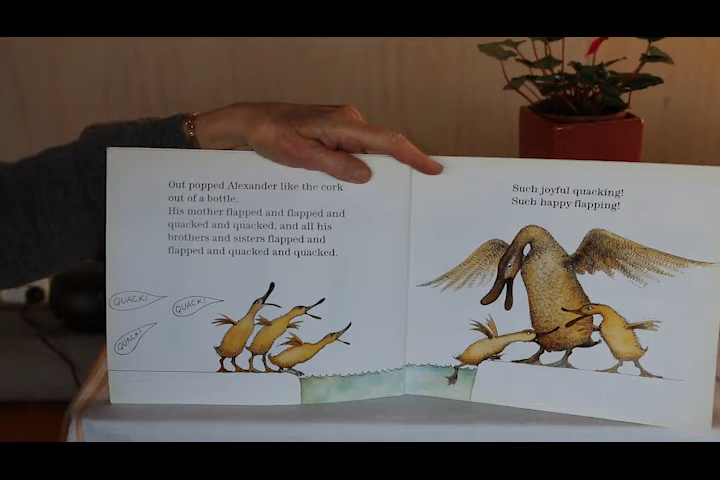 Out popped Alexander like the cork
out of a bottle.
His mother flapped and flapped and
quacked and quacked, and all his
brothers and sisters flapped and
flapped and quacked and quacked.
QUACK!
QUACK!
QUACK!
Such joyful quacking!
Such happy flapping!